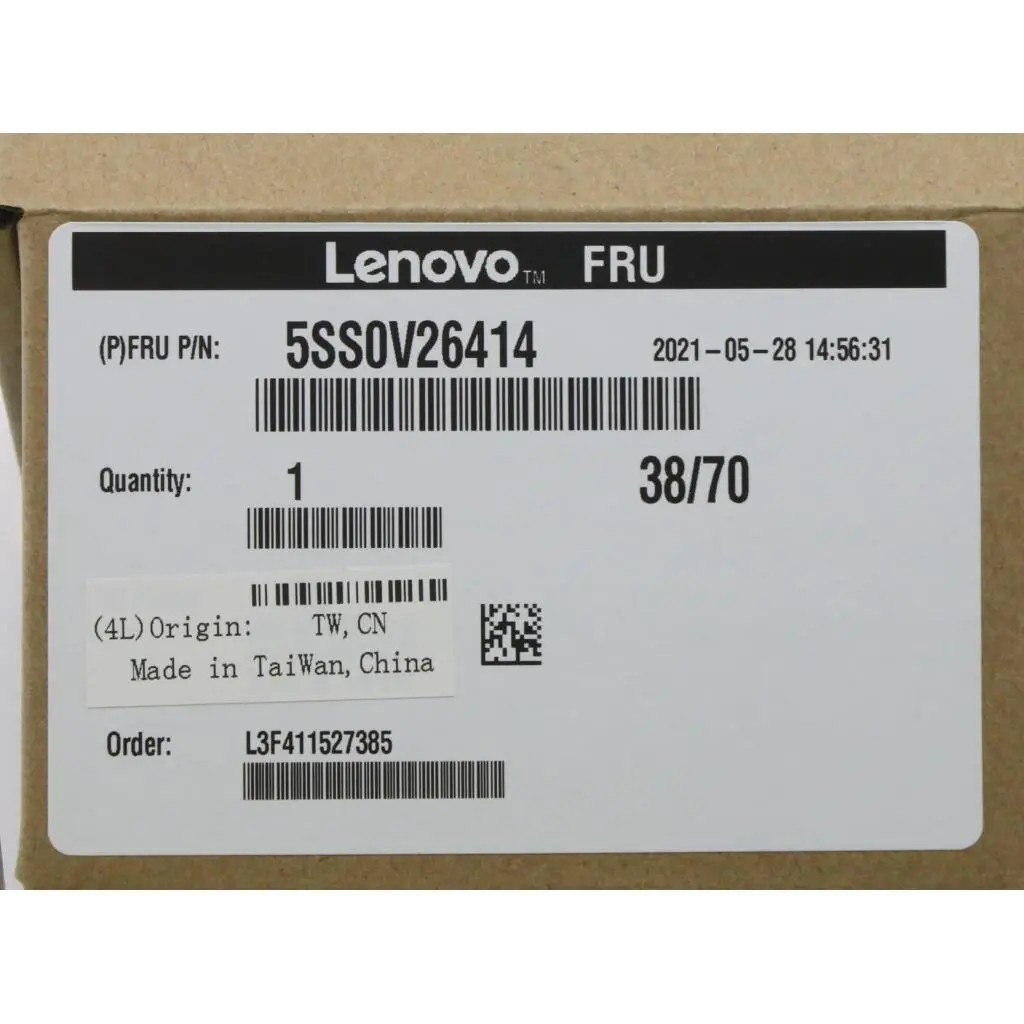 Lenovo™ FRU
(P)FRU P/N: 5SS0V26414 2021-05-28 14:56:31
Quantity: 1 38/70
(4L)Origin: TW,CN
Made in TaiWan,China
Order: L3F411527385